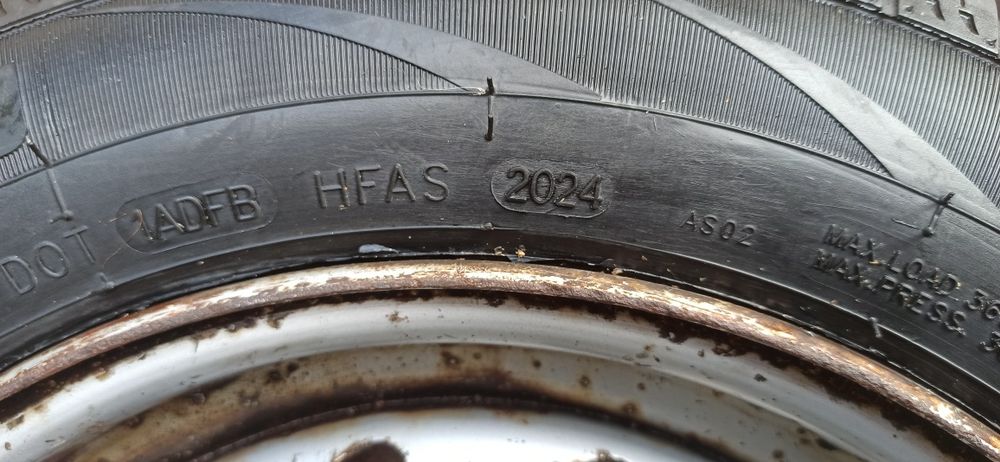 DOT 1ADFB HFAS 2024 AS02
MAX. LOAD
MAX. PRESS.